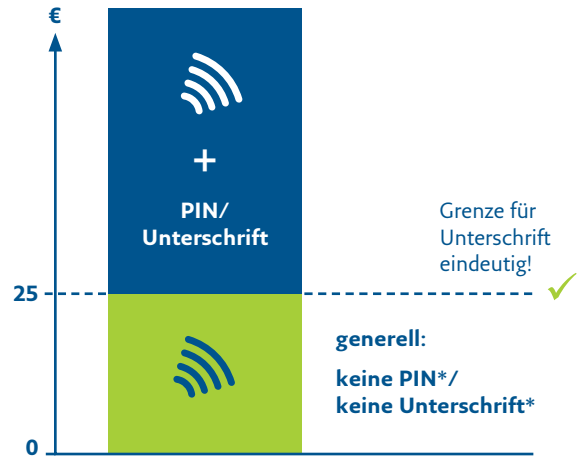 €
+
PIN/
Unterschrift
Grenze für
Unterschrift
eindeutig!
25
generell:
keine PIN*/
keine Unterschrift*
0